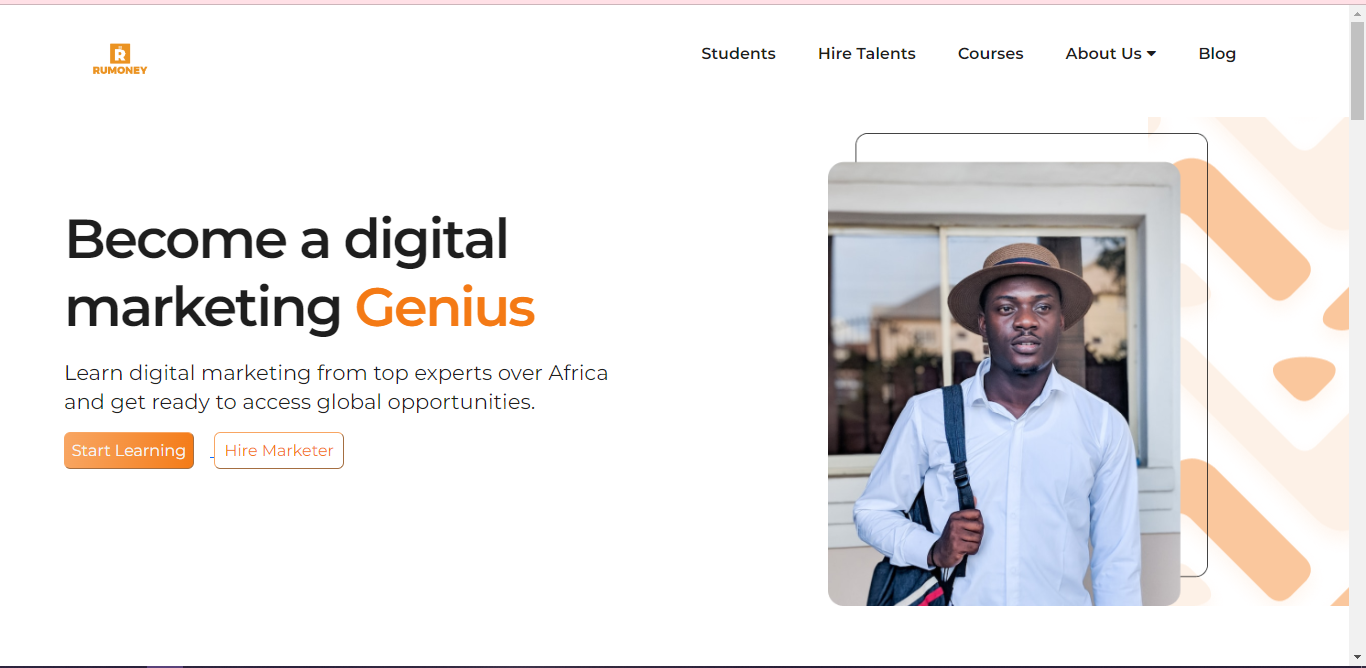 R
RUMONEY
Students Hire Talents Courses About Us Blog
Become a digital
marketing Genius
Learn digital marketing from top experts over Africa
and get ready to access global opportunities.
Start Learning Hire Marketer